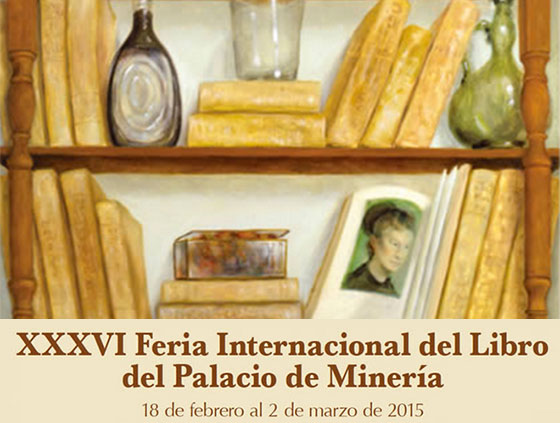 XXXVI Feria Internacional del Libro
del Palacio de Minería
18 de febrero al 2 de marzo de 2015